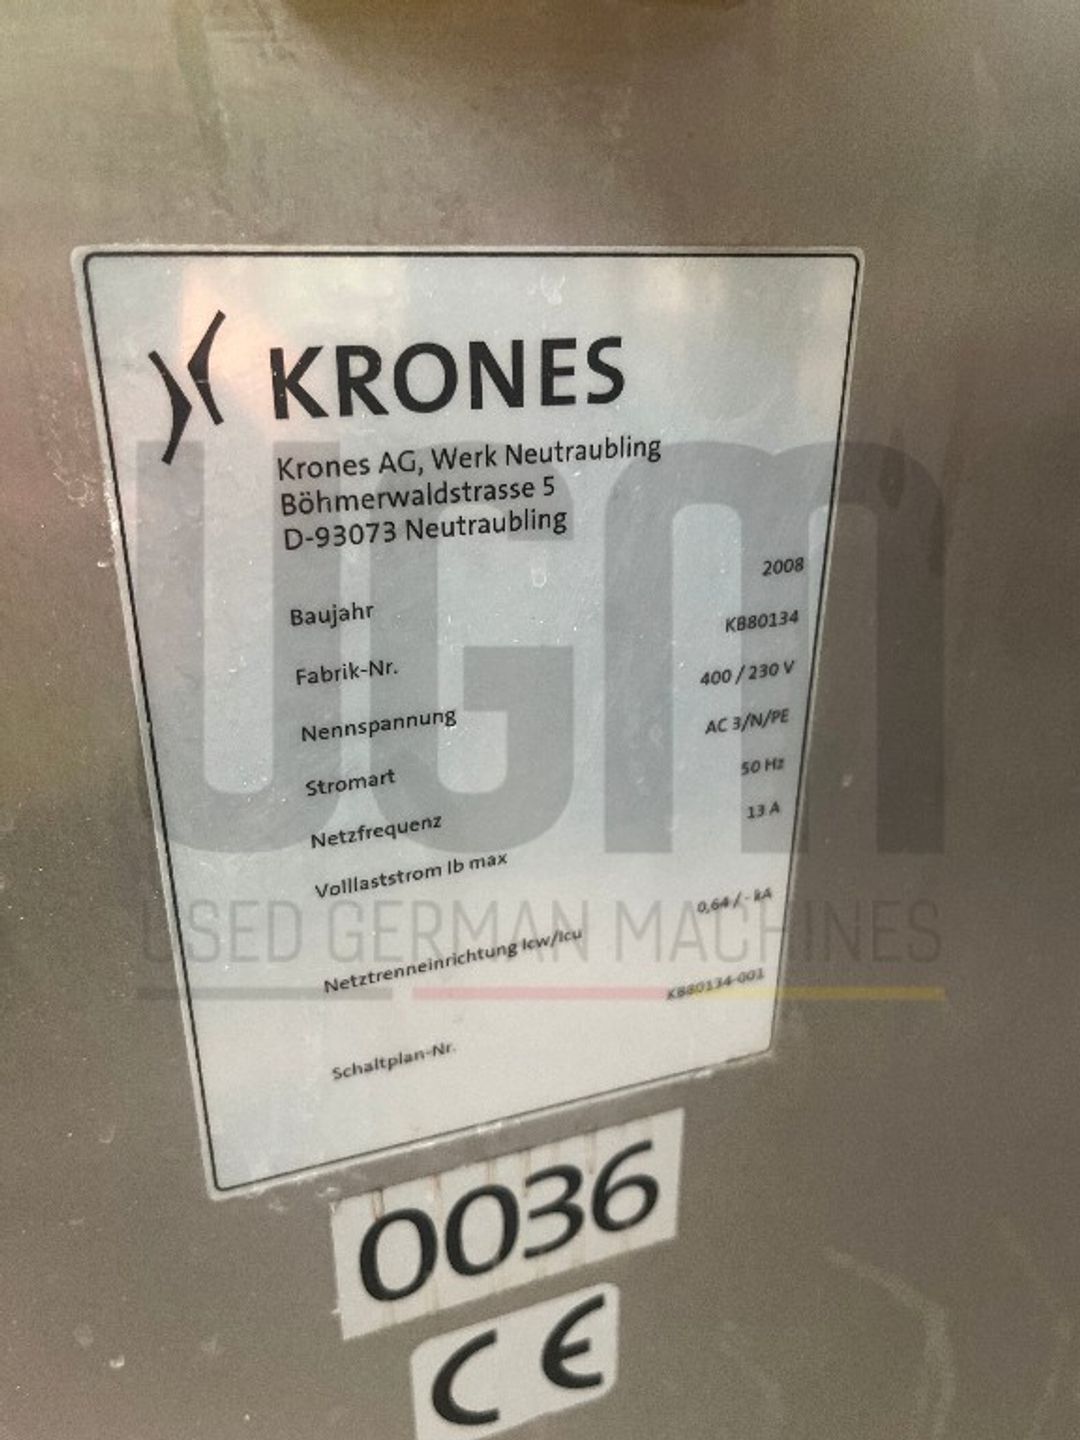 KRONES
Krones AG, Werk Neutraubling
Böhmerwaldstrasse 5
D-93073 Neutraubling
Baujahr 2008
Fabrik-Nr. K880134
Nennspannung 400 / 230 V
Stromart AC 3/N/PE
Netzfrequenz 50 Hz
Volllaststrom Ib max 13 A
Netztrenneinrichtung Icw/Icu 0,64 / - kA
Schaltplan-Nr. K880134-001
0036
CE
UGM
USED GERMAN MACHINES